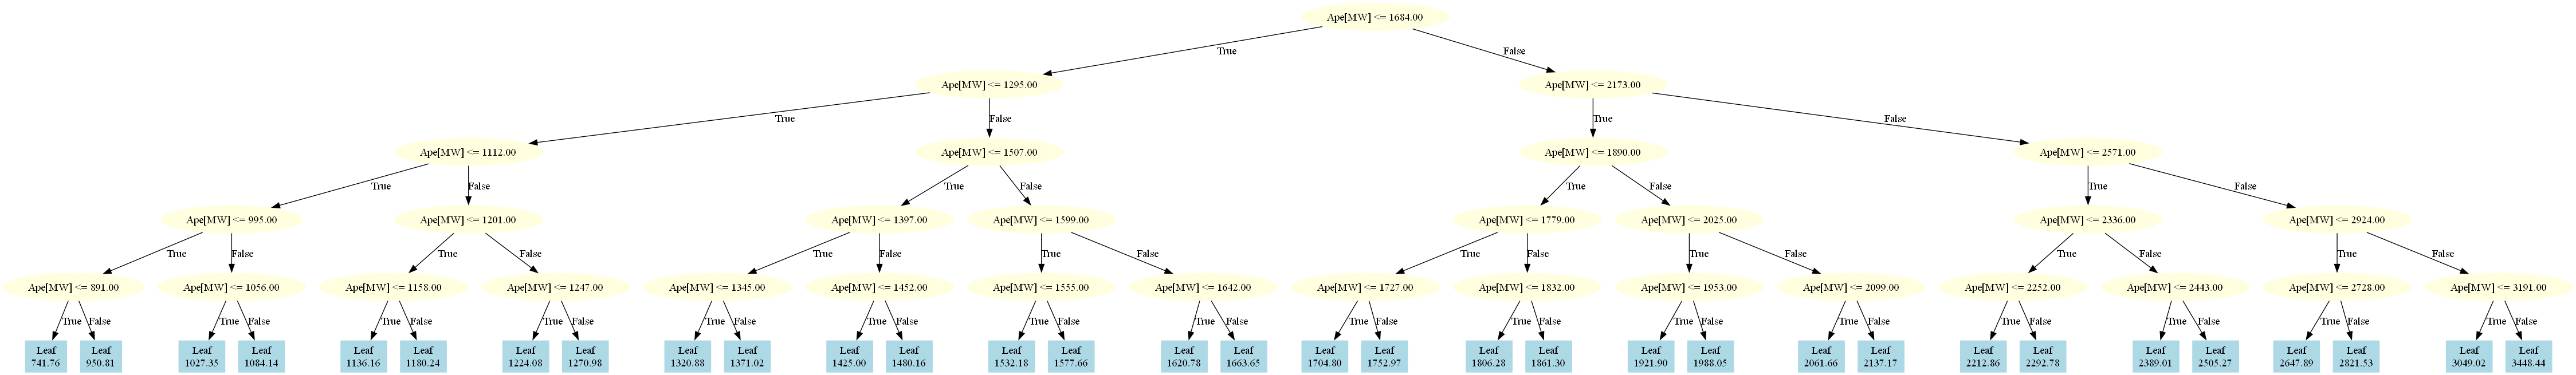 Ape[MW] <= 1684.00
True
False
Ape[MW] <= 1295.00
Ape[MW] <= 2173.00
True
False
True
False
Ape[MW] <= 1112.00
Ape[MW] <= 1507.00
Ape[MW] <= 1890.00
Ape[MW] <= 2571.00
True
False
True
False
True
False
True
False
Ape[MW] <= 995.00
Ape[MW] <= 1201.00
Ape[MW] <= 1397.00
Ape[MW] <= 1599.00
Ape[MW] <= 1779.00
Ape[MW] <= 2025.00
Ape[MW] <= 2336.00
Ape[MW] <= 2924.00
True
False
True
False
True
False
True
False
True
False
True
False
True
False
True
False
Ape[MW] <= 891.00
Ape[MW] <= 1056.00
Ape[MW] <= 1158.00
Ape[MW] <= 1247.00
Ape[MW] <= 1345.00
Ape[MW] <= 1452.00
Ape[MW] <= 1555.00
Ape[MW] <= 1642.00
Ape[MW] <= 1727.00
Ape[MW] <= 1832.00
Ape[MW] <= 1953.00
Ape[MW] <= 2099.00
Ape[MW] <= 2252.00
Ape[MW] <= 2443.00
Ape[MW] <= 2728.00
Ape[MW] <= 3191.00
True
False
True
False
True
False
True
False
True
False
True
False
True
False
True
False
True
False
True
False
True
False
True
False
True
False
True
False
True
False
True
False
Leaf
741.76
Leaf
950.81
Leaf
1027.35
Leaf
1084.14
Leaf
1136.16
Leaf
1180.24
Leaf
1224.08
Leaf
1270.98
Leaf
1320.88
Leaf
1371.02
Leaf
1425.00
Leaf
1480.16
Leaf
1532.18
Leaf
1577.66
Leaf
1620.78
Leaf
1663.65
Leaf
1704.80
Leaf
1752.97
Leaf
1806.28
Leaf
1861.30
Leaf
1921.90
Leaf
1988.05
Leaf
2061.66
Leaf
2137.17
Leaf
2212.86
Leaf
2292.78
Leaf
2389.01
Leaf
2505.27
Leaf
2647.89
Leaf
2821.53
Leaf
3049.02
Leaf
3448.44